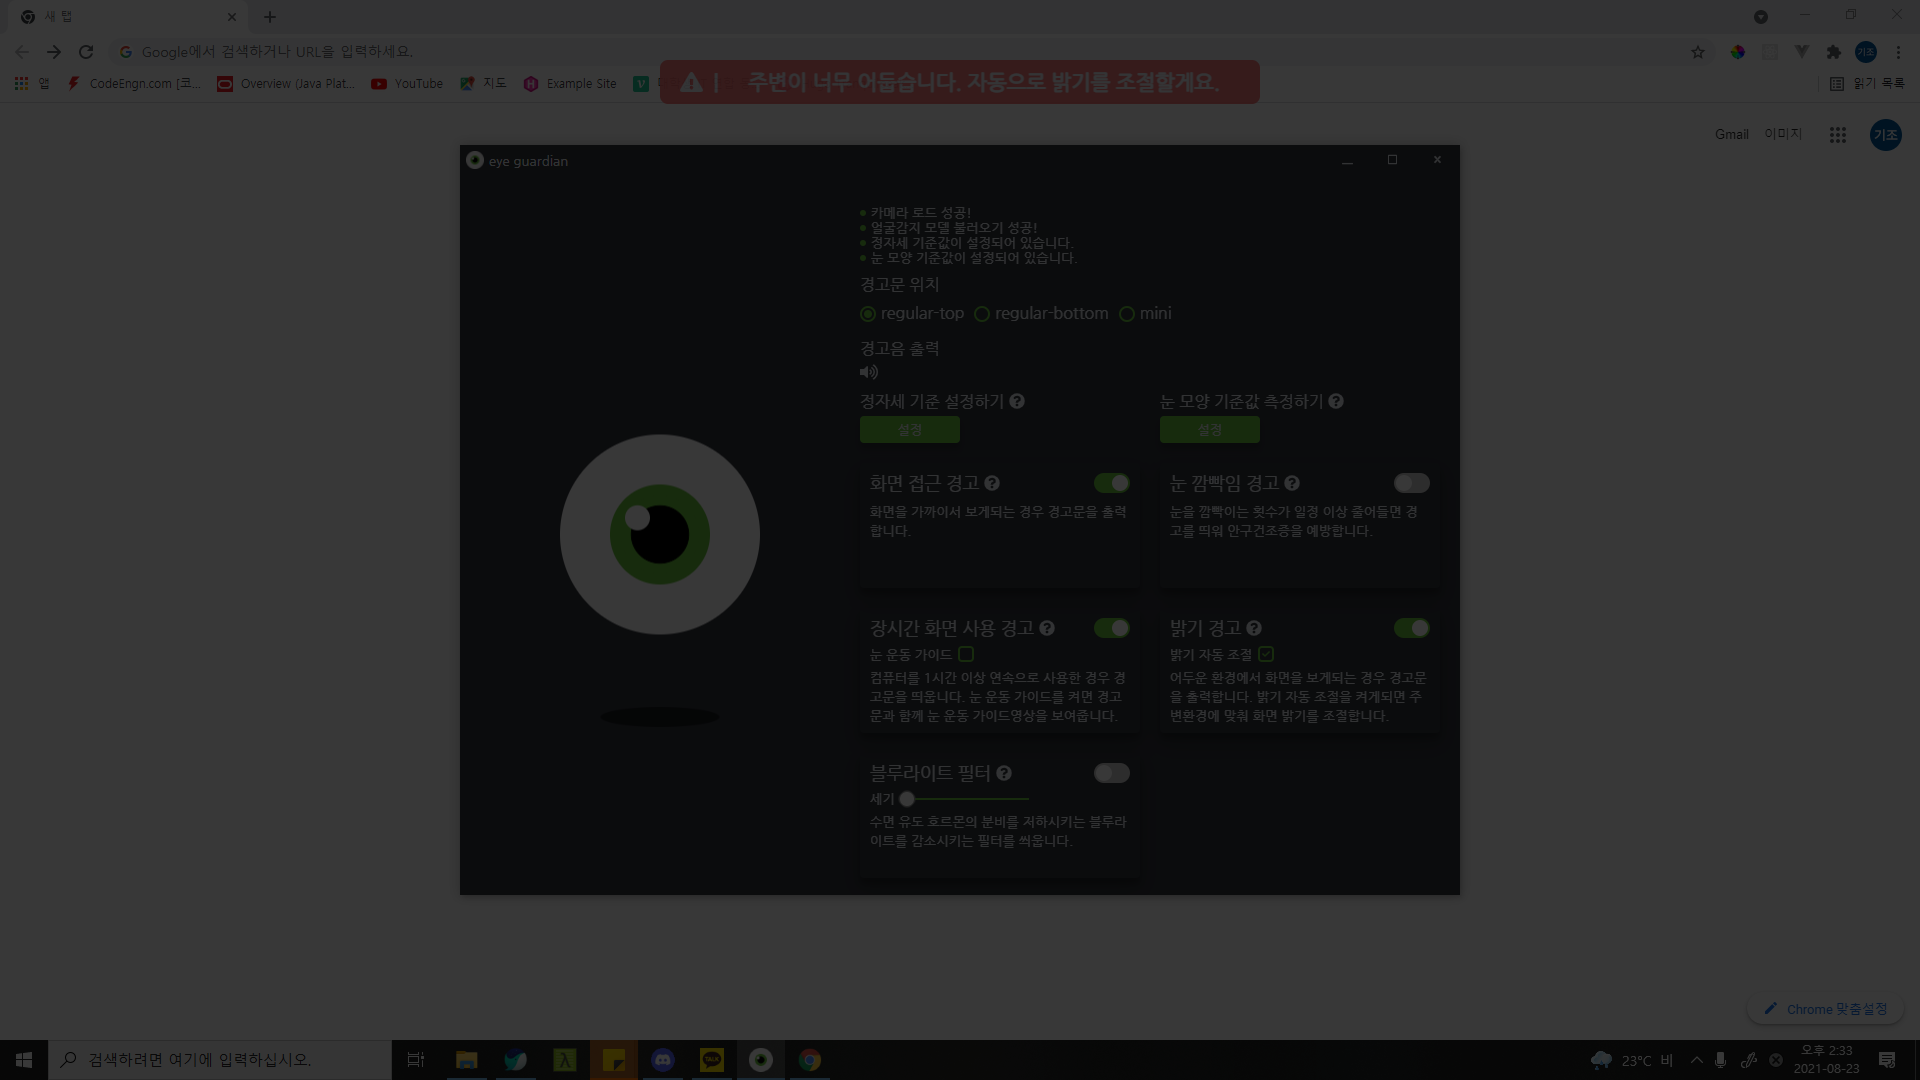 새 탭
Google에서 검색하거나 URL을 입력하세요.
앱 CodeEngn.com [코... Overview (Java Plat... YouTube 지도 Example Site
읽기 목록
주변이 너무 어둡습니다. 자동으로 밝기를 조절할게요.
Gmail 이미지 기조
eye guardian
카메라 로드 성공!
얼굴감지 모델 불러오기 성공!
정자세 기준값이 설정되어 있습니다.
눈 모양 기준값이 설정되어 있습니다.
경고문 위치
regular-top regular-bottom mini
경고음 출력
정자세 기준 설정하기
설정
눈 모양 기준값 측정하기
설정
화면 접근 경고
화면을 가까이서 보게되는 경우 경고문을 출력
합니다.
눈 깜빡임 경고
눈을 깜빡이는 횟수가 일정 이상 줄어들면 경
고를 띄워 안구건조증을 예방합니다.
장시간 화면 사용 경고
눈 운동 가이드
컴퓨터를 1시간 이상 연속으로 사용한 경우 경
고문을 띄웁니다. 눈 운동 가이드를 켜면 경고
문과 함께 눈 운동 가이드영상을 보여줍니다.
밝기 경고
밝기 자동 조절
어두운 환경에서 화면을 보게되는 경우 경고문
을 출력합니다. 밝기 자동 조절을 켜게되면 주
변환경에 맞춰 화면 밝기를 조절합니다.
블루라이트 필터
세기
수면 유도 호르몬의 분비를 저하시키는 블루라
이트를 감소시키는 필터를 씌웁니다.
Chrome 맞춤설정
검색하려면 여기에 입력하십시오.
TALK
23°C 비
오후 2:33
2021-08-23